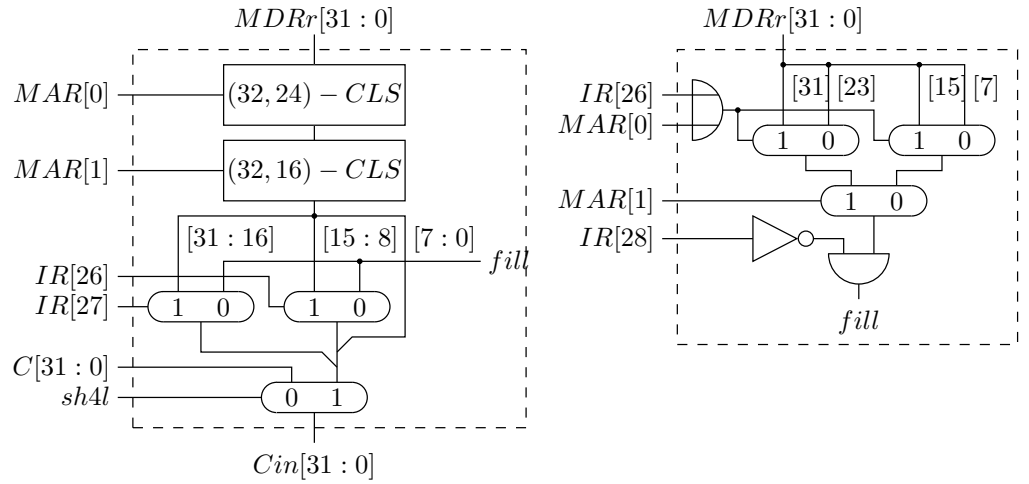 MDRr[31 : 0]
MAR[0]
(32, 24) − CLS
MAR[1]
(32, 16) − CLS
[31 : 16]
[15 : 8]
[7 : 0]
fill
IR[26]
IR[27]
1 0
1 0
C[31 : 0]
sh4l
0 1
Cin[31 : 0]
MDRr[31 : 0]
[31]
[23]
[15]
[7]
IR[26]
MAR[0]
1 0
1 0
MAR[1]
1 0
IR[28]
fill